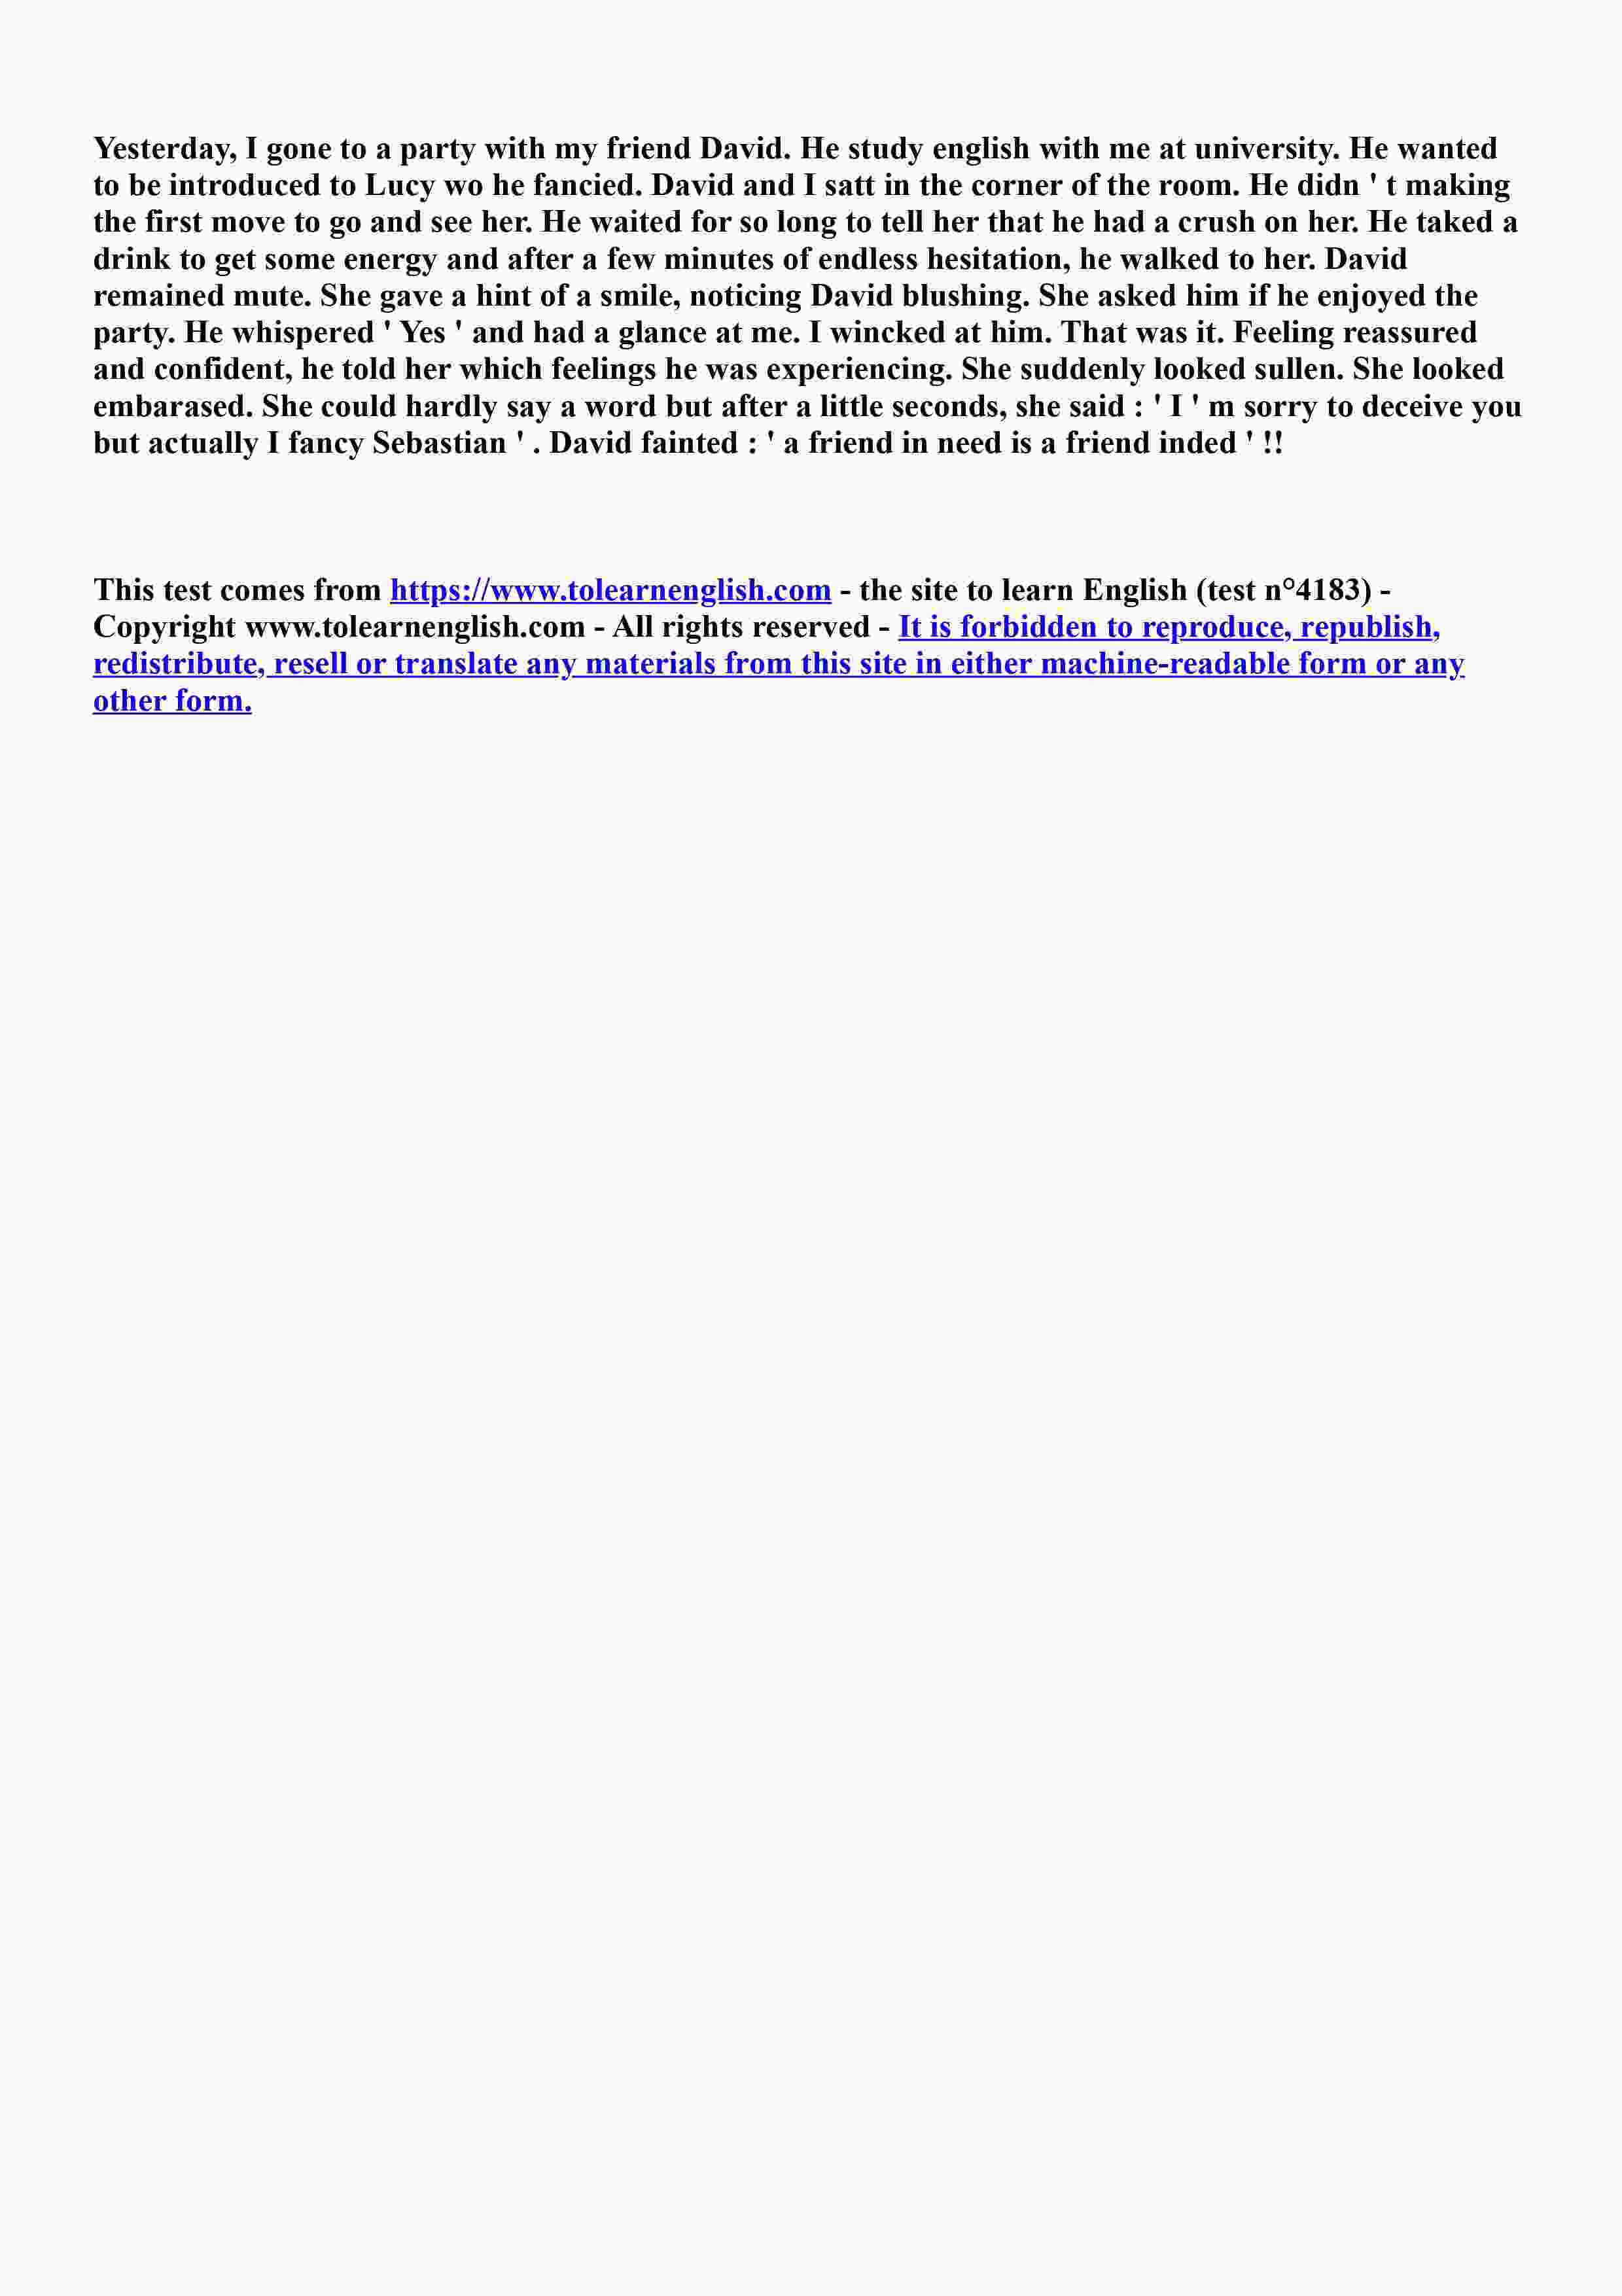 Yesterday, I gone to a party with my friend David. He study english with me at university. He wanted
to be introduced to Lucy wo he fancied. David and I satt in the corner of the room. He didn ' t making
the first move to go and see her. He waited for so long to tell her that he had a crush on her. He taked a
drink to get some energy and after a few minutes of endless hesitation, he walked to her. David
remained mute. She gave a hint of a smile, noticing David blushing. She asked him if he enjoyed the
party. He whispered ' Yes ' and had a glance at me. I wincked at him. That was it. Feeling reassured
and confident, he told her which feelings he was experiencing. She suddenly looked sullen. She looked
embarased. She could hardly say a word but after a little seconds, she said : ' I ' m sorry to deceive you
but actually I fancy Sebastian ' . David fainted : ' a friend in need is a friend inded ' !!
This test comes from https://www.tolearnenglish.com - the site to learn English (test n°4183) -
Copyright www.tolearnenglish.com - All rights reserved - It is forbidden to reproduce, republish,
redistribute, resell or translate any materials from this site in either machine-readable form or any
other form.